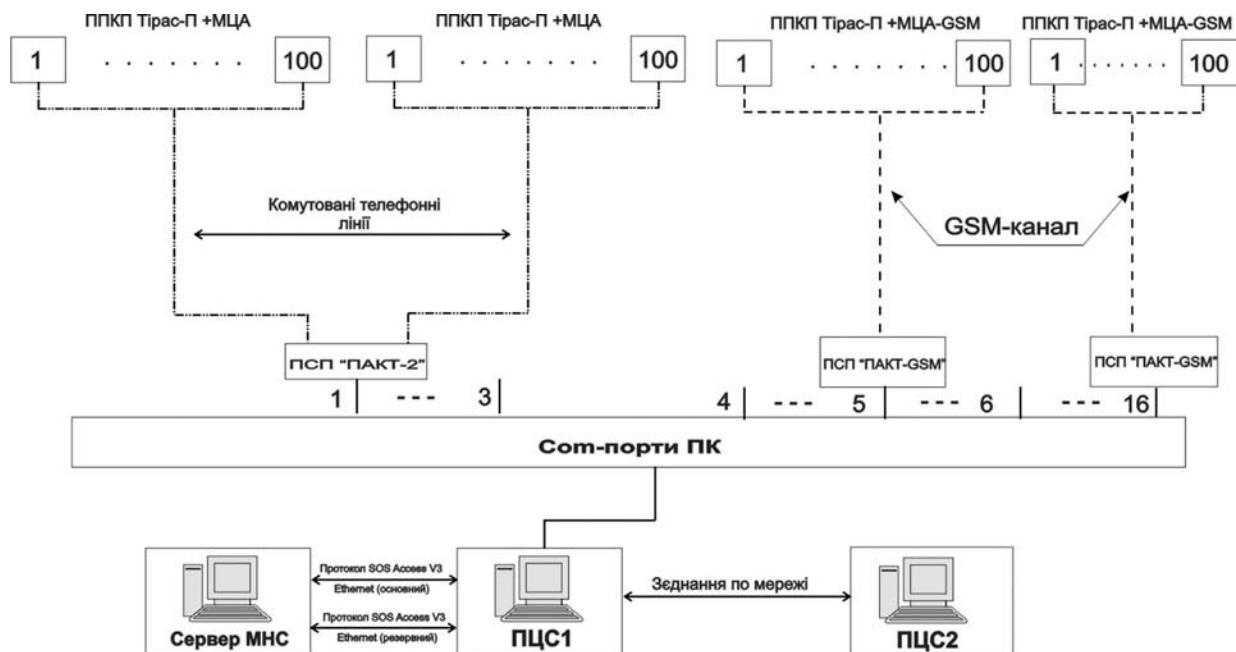 ППКП Тірас-П +МЦА
ППКП Тірас-П +МЦА
ППКП Тірас-П +МЦА-GSM
ППКП Тірас-П +МЦА-GSM
1 . . . . . . . 100
1 . . . . . . . 100
1 . . . . . . . 100
1 . . . . . . . 100
Комутовані телефонні
лінії
GSM-канал
ПСП "ПАКТ-2"
ПСП "ПАКТ-GSM"
ПСП "ПАКТ-GSM"
1 --- 3
4 --- 5 --- 6 --- 16
Com-порти ПК
Протокол SOS Access V3
Ethernet (основний)
Протокол SOS Access V3
Ethernet (резервний)
Зєднання по мережі
Сервер МНС
ПЦС1
ПЦС2